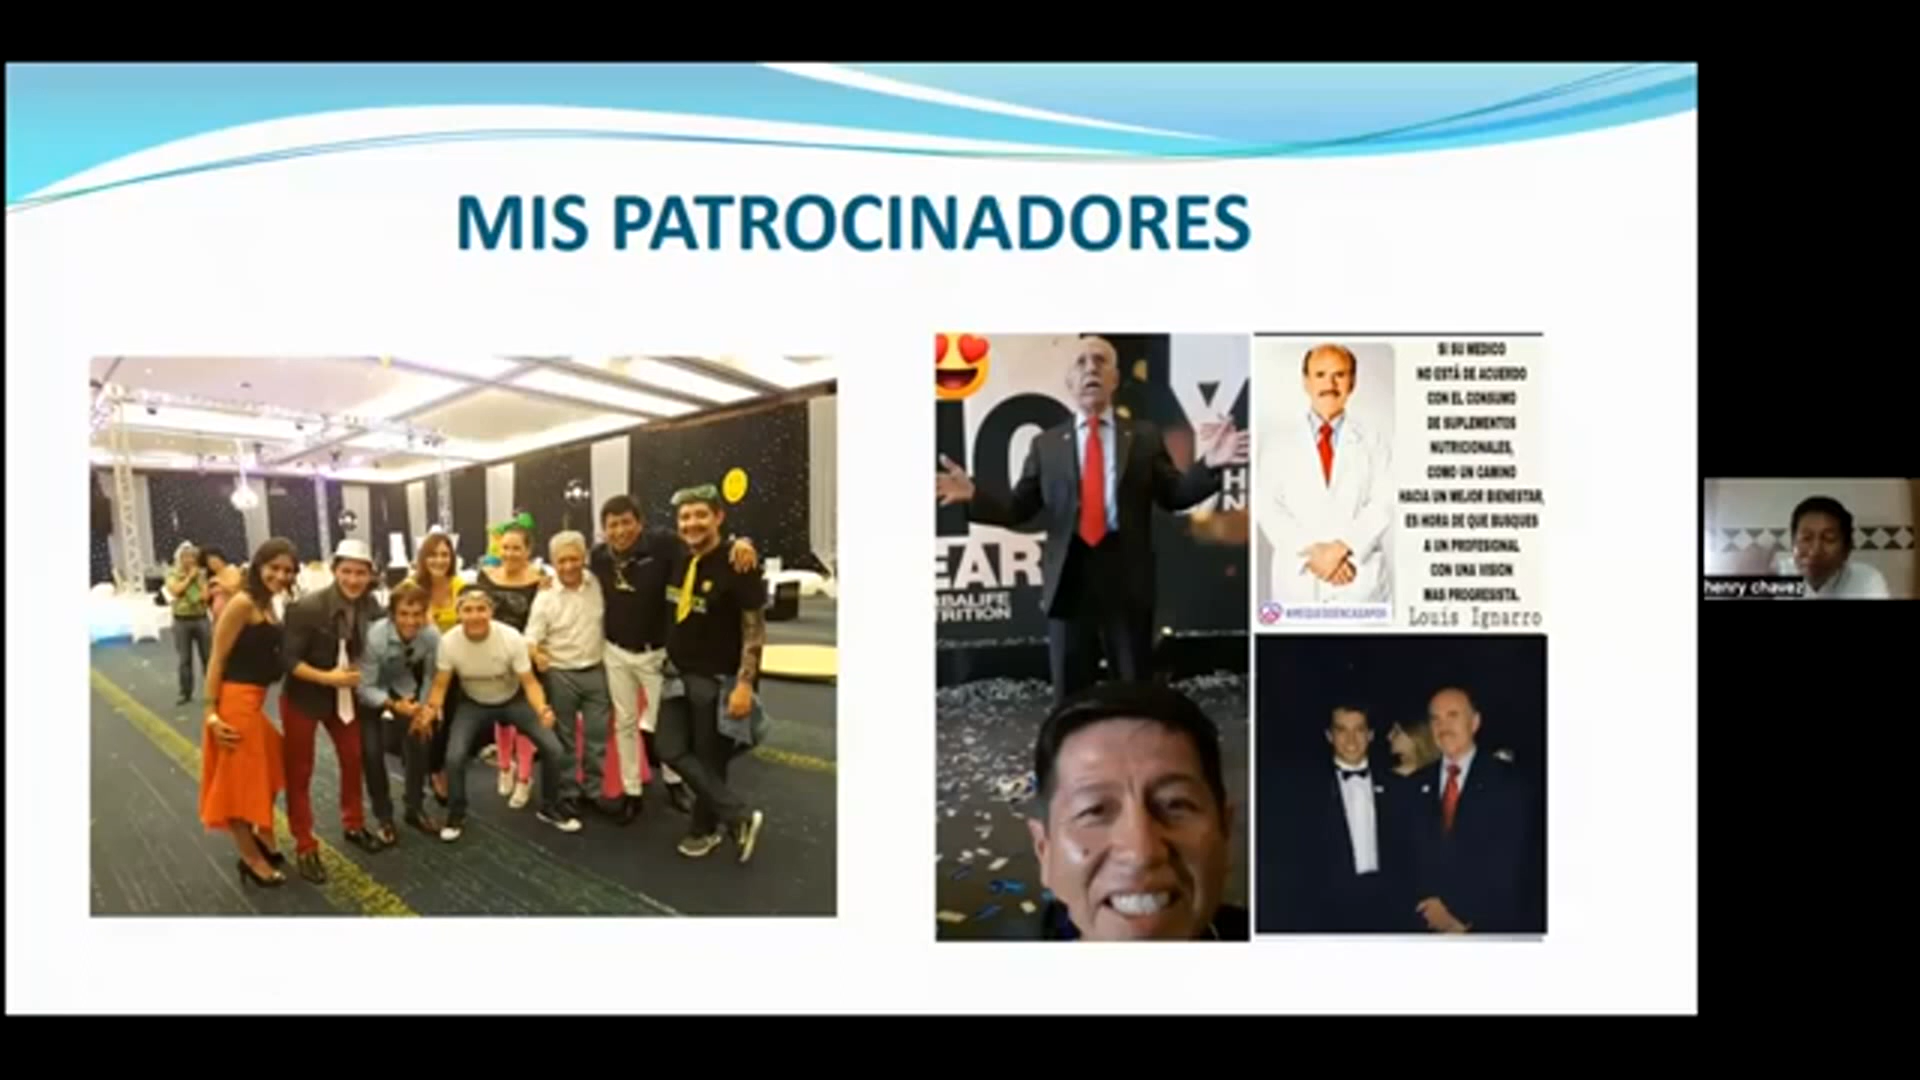 MIS PATROCINADORES
EAR
SI SU MEDICO
NO ESTÁ DE ACUERDO
CON EL CONSUMO
DE SUPLEMENTOS
NUTRICIONALES,
COMO UN CAMINO
HACIA UN MEJOR BIENESTAR,
ES HORA DE QUE BUSQUES
A UN PROFESIONAL
CON UNA VISION
MAS PROGRESISTA.
Louis Ignarro
henry chavez